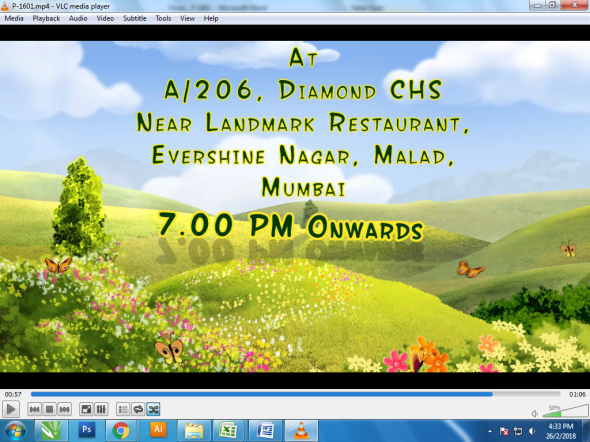 P-1601.mp4 - VLC media player
Media Playback Audio Video Subtitle Tools View Help
At
A/206, Diamond CHS
Near Landmark Restaurant,
Evershine Nagar, Malad,
Mumbai
7.00 PM Onwards
00:57
01:06
50%
Ps
Ai
4:33 PM
26/2/2018